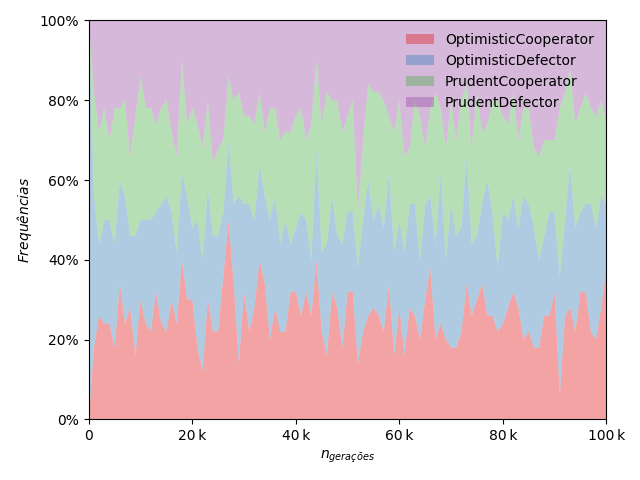 100%
80%
60%
40%
20%
0%
Frequências
OptimisticCooperator
OptimisticDefector
PrudentCooperator
PrudentDefector
0 20 k 40 k 60 k 80 k 100 k
n_gerações